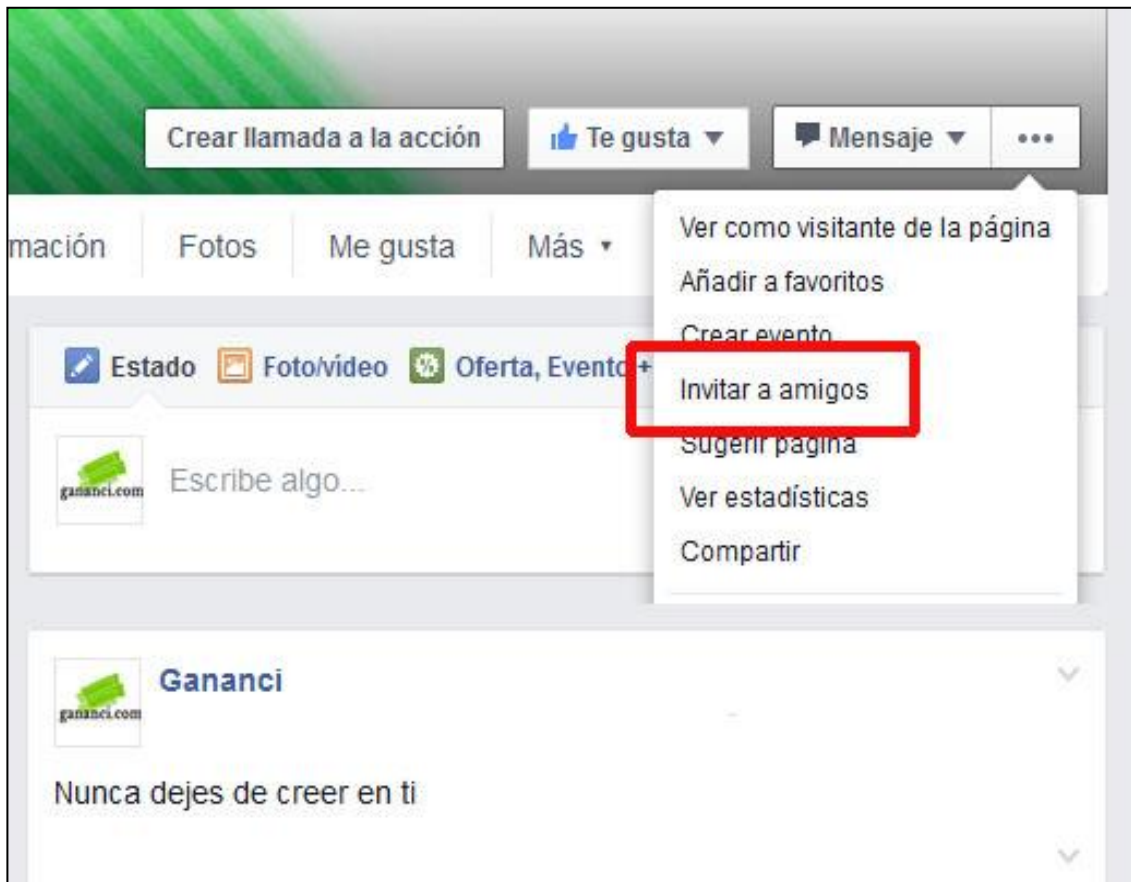 Crear llamada a la acción Te gusta Mensaje
mación Fotos Me gusta Más
Ver como visitante de la página
Añadir a favoritos
Crear evento
Invitar a amigos
Sugerir página
Ver estadísticas
Compartir
Estado Foto/vídeo Oferta, Evento +
gananci.com
Escribe algo...
gananci.com
Gananci
Nunca dejes de creer en ti